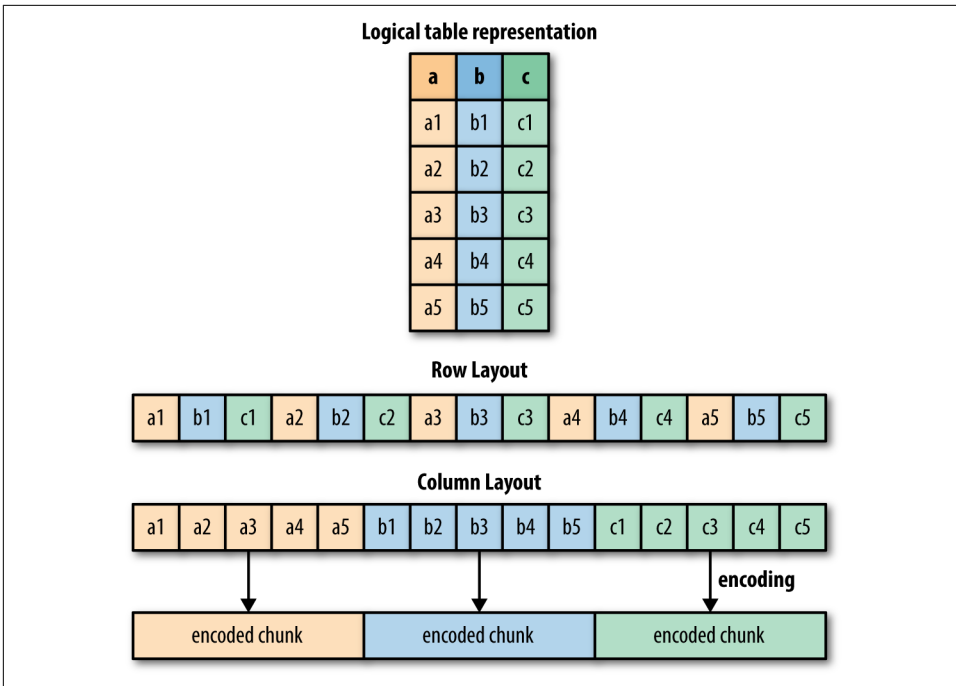 Logical table representation
a b c
a1 b1 c1
a2 b2 c2
a3 b3 c3
a4 b4 c4
a5 b5 c5
Row Layout
a1 b1 c1 a2 b2 c2 a3 b3 c3 a4 b4 c4 a5 b5 c5
Column Layout
a1 a2 a3 a4 a5 b1 b2 b3 b4 b5 c1 c2 c3 c4 c5
encoding
encoded chunk encoded chunk encoded chunk